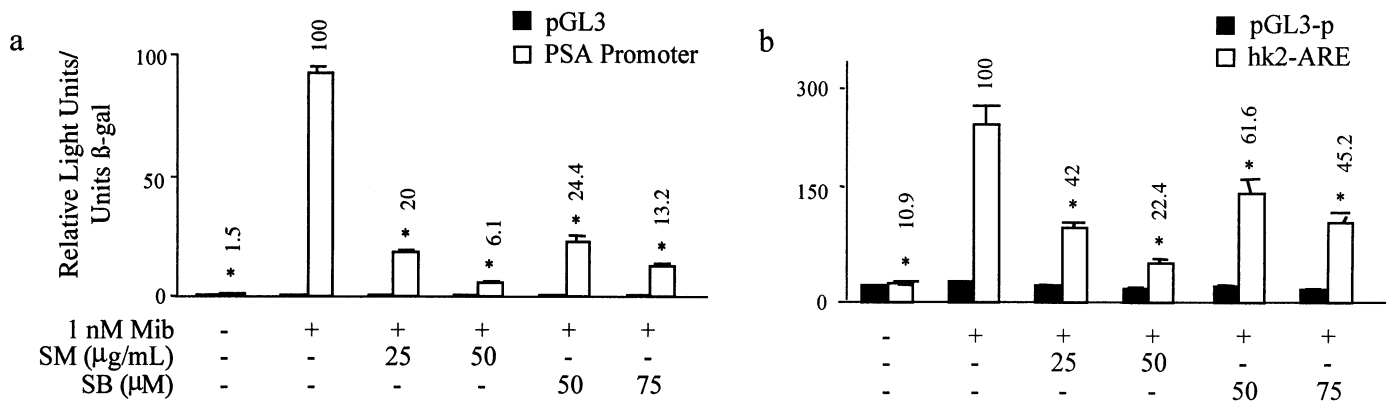 a
pGL3
PSA Promoter
Relative Light Units/
Units ß-gal
100
50
0
1.5
100
20
6.1
24.4
13.2
* * * * *
1 nM Mib - + + + + +
SM (µg/mL) - - 25 50 - -
SB (µM) - - - - 50 75
b
pGL3-p
hk2-ARE
300
150
0
10.9
100
42
22.4
61.6
45.2
* * * * *
- + + + + +
- - 25 50 - -
- - - - 50 75